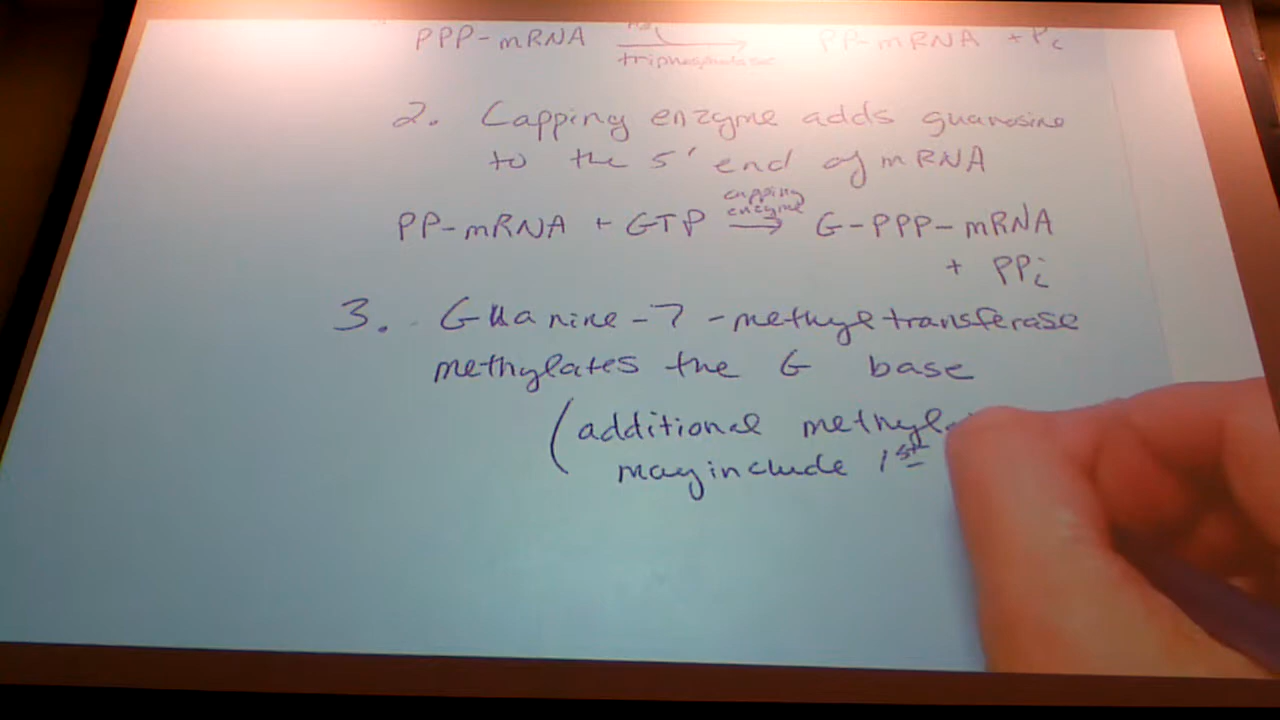 PPP-mRNA → PP-mRNA + Pi
triphosphatase
2. Capping enzyme adds guanosine
to the 5' end of mRNA
capping
enzyme
PP-mRNA + GTP → G-PPP-mRNA
+ PPi
3. Guanine-7-methyltransferase
methylates the G base
(additional
may include 1st